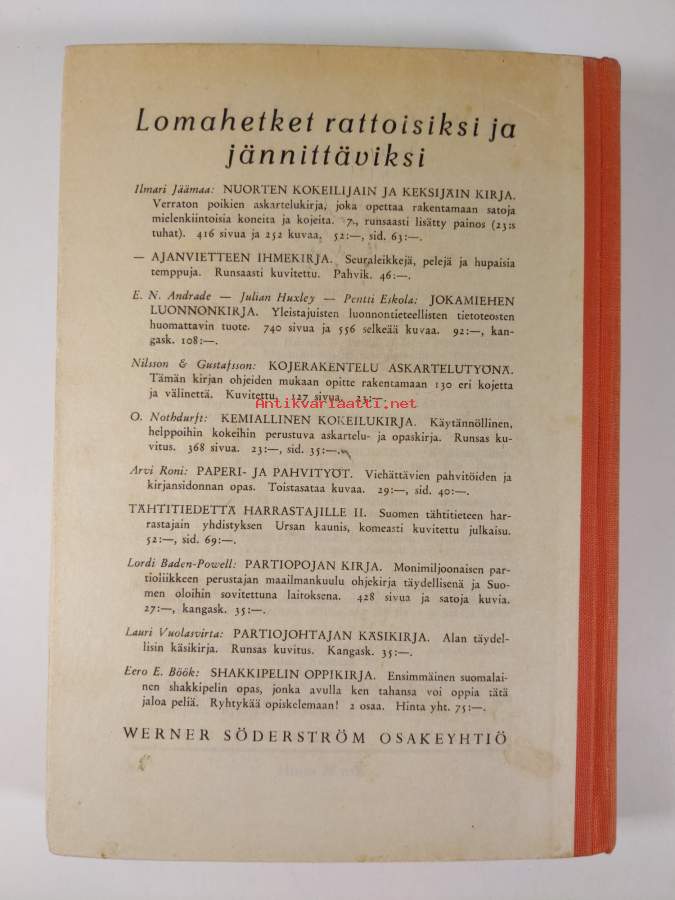 Lomahetket rattoisiksi ja
jännittäviksi
Ilmari Jäämaa: NUORTEN KOKEILIJAIN JA KEKSIJÄIN KIRJA.
Verraton poikien askartelukirja, joka opettaa rakentamaan satoja
mielenkiintoisia koneita ja kojeita. 7., runsaasti lisätty painos (23:s
tuhat). 416 sivua ja 252 kuvaa. 52:—, sid. 63:—.
— AJANVIETTEEN IHMEKIRJA. Seuraleikkejä, pelejä ja hupaisia
temppuja. Runsaasti kuvitettu. Pahvik. 46:—.
E. N. Andrade — Julian Huxley — Pentti Eskola: JOKAMIEHEN
LUONNONKIRJA. Yleistajuisten luonnontieteellisten tietoteosten
huomattavin tuote. 740 sivua ja 556 selkeää kuvaa. 92:—, kan-
gask. 108:—.
Nilsson & Gustafsson: KOJERAKENTELU ASKARTELUTYÖNÄ.
Tämän kirjan ohjeiden mukaan opitte rakentamaan 130 eri kojetta
ja välinettä. Kuvitettu. 127 sivua. 23:—
Antikvariaatti.net
O. Nothdurft: KEMIALLINEN KOKEILUKIRJA. Käytännöllinen,
helppoihin kokeihin perustuva askartelu- ja opaskirja. Runsas ku-
vitus. 368 sivua. 23:—, sid. 35:—.
Arvi Roni: PAPERI- JA PAHVITYÖT. Viehättävien pahvitöiden ja
kirjansidonnan opas. Toistasataa kuvaa. 29:—, sid. 40:—.
TÄHTITIEDETTÄ HARRASTAJILLE II. Suomen tähtitieteen har-
rastajain yhdistyksen Ursan kaunis, komeasti kuvitettu julkaisu.
52:—, sid. 69:—.
Lordi Baden-Powell: PARTIOPOJAN KIRJA. Monimiljoonaisen par-
tioliikkeen perustajan maailmankuulu ohjekirja täydellisenä ja Suo-
men oloihin sovitettuna laitoksena. 428 sivua ja satoja kuvia.
27:—, kangask. 35:—.
Lauri Vuolasvirta: PARTIOJOHTAJAN KÄSIKIRJA. Alan täydel-
lisin käsikirja. Runsas kuvitus. Kangask. 35:—.
Eero E. Böök: SHAKKIPELIN OPPIKIRJA. Ensimmäinen suomalai-
nen shakkipelin opas, jonka avulla ken tahansa voi oppia tätä
jaloa peliä. Ryhtykää opiskelemaan! 2 osaa. Hinta yht. 75:—.
WERNER SÖDERSTRÖM OSAKEYHTIÖ